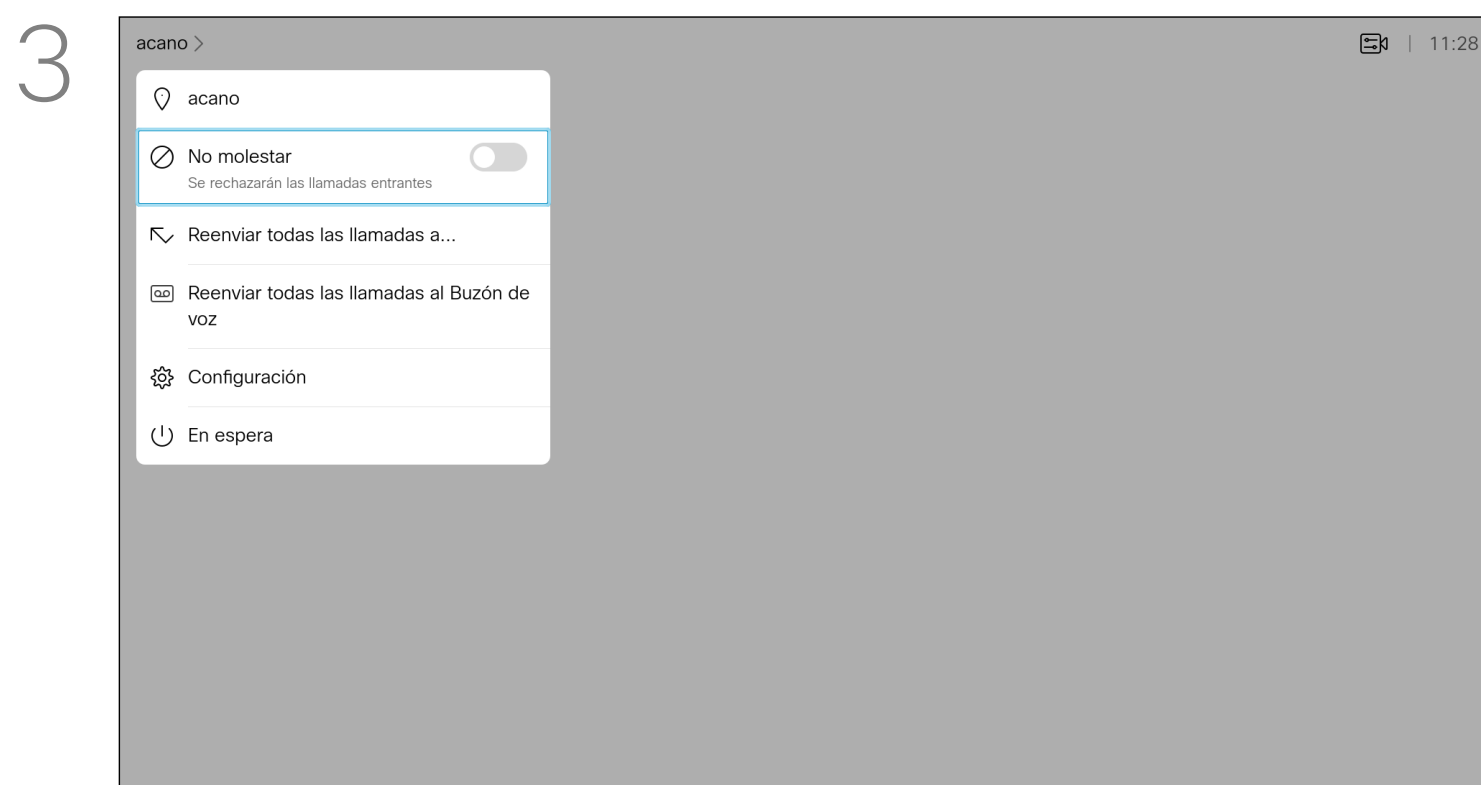 3
acano >
11:28
acano
No molestar
Se rechazarán las llamadas entrantes
Reenviar todas las llamadas a...
Reenviar todas las llamadas al Buzón de
voz
Configuración
En espera